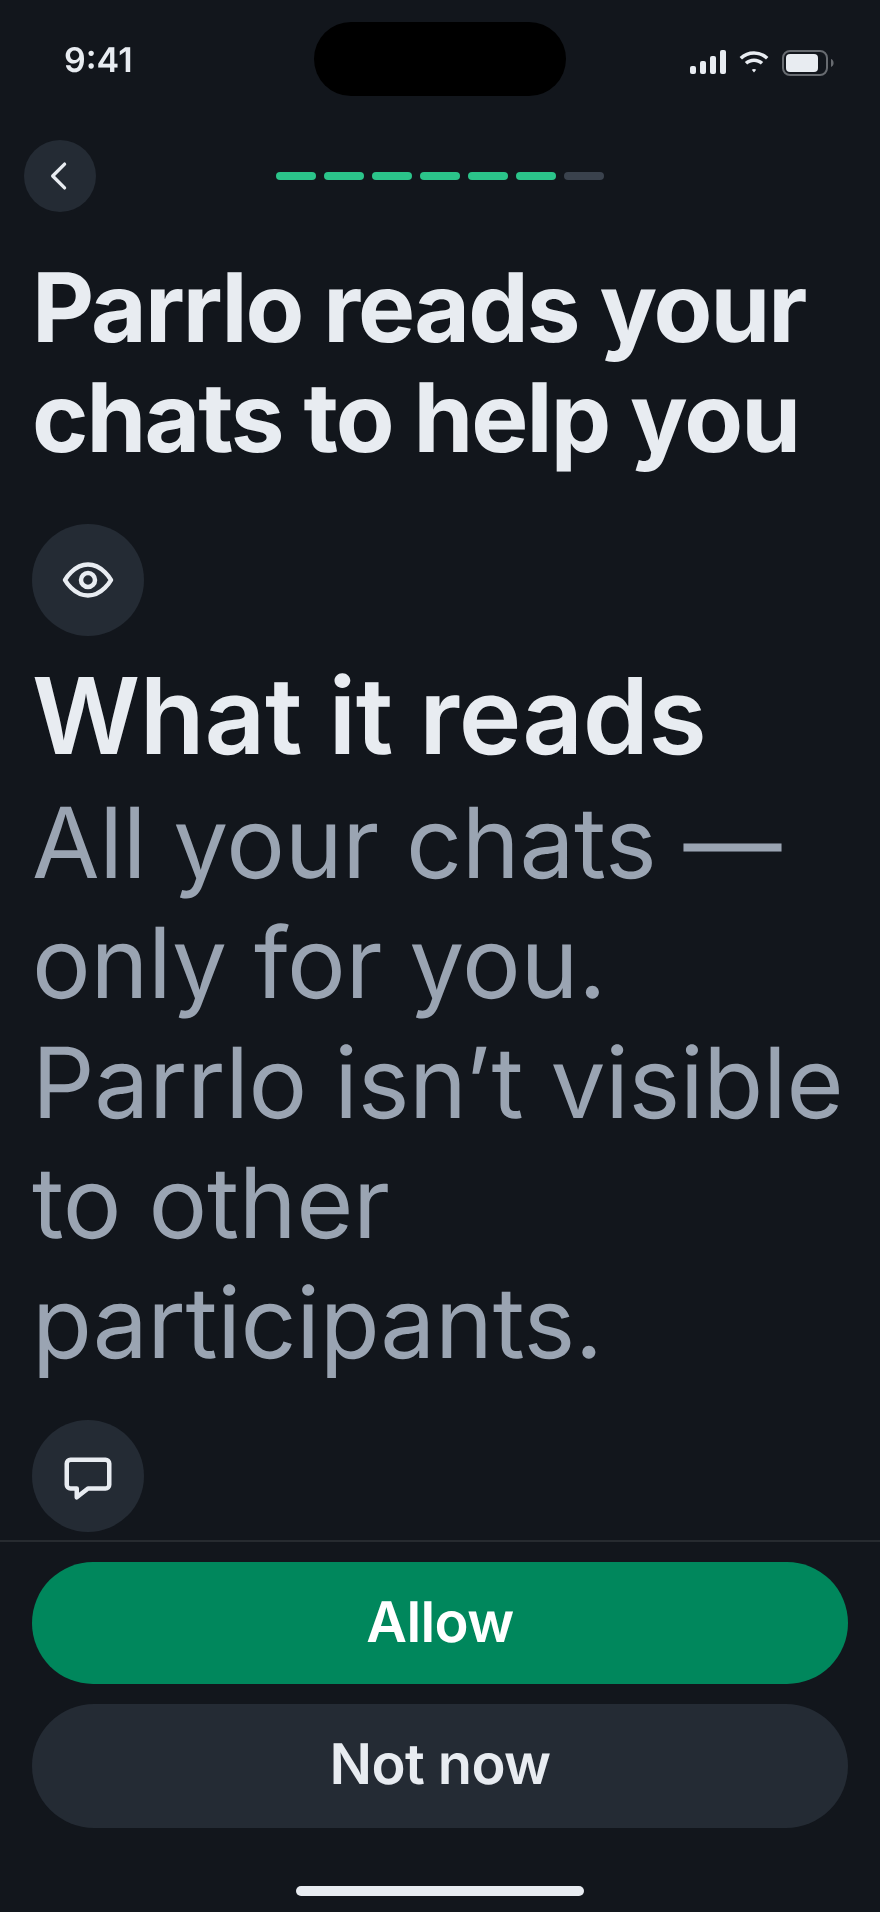 9:41
Parrlo reads your
chats to help you
What it reads
All your chats —
only for you.
Parrlo isn’t visible
to other
participants.
Allow
Not now